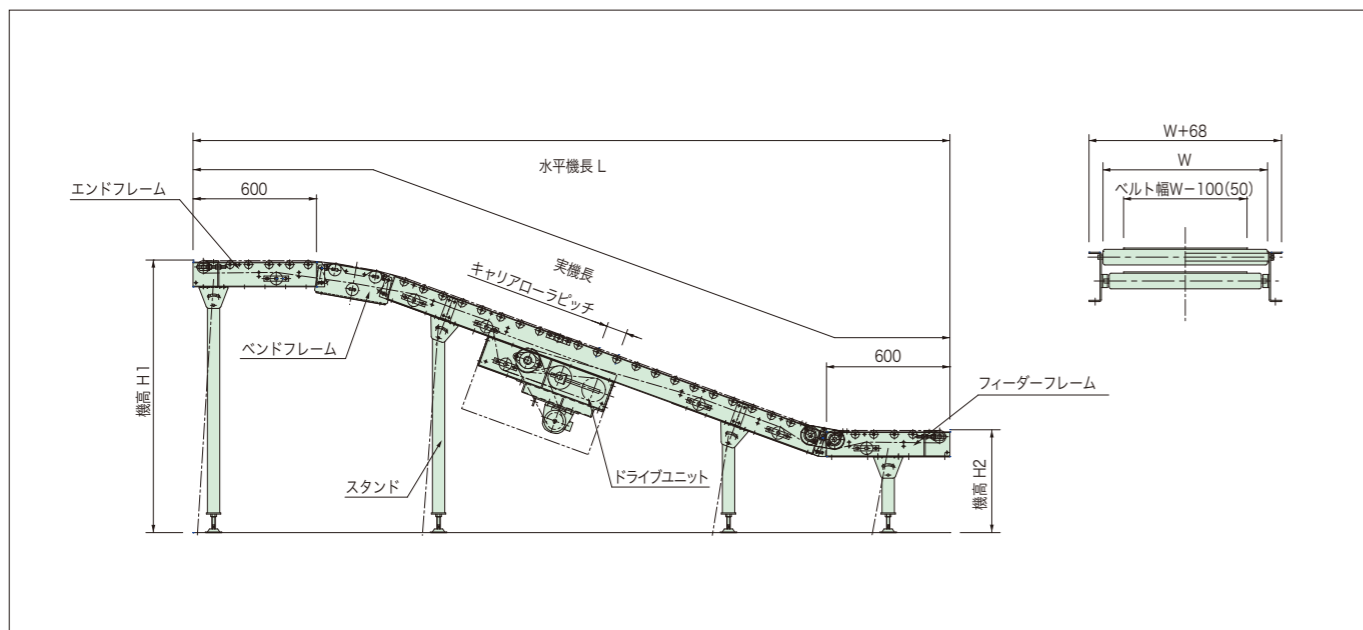 水平機長 L
W+68
W
ベルト幅W−100(50)
エンドフレーム
600
実機長
キャリアローラピッチ
ベンドフレーム
600
フィーダーフレーム
機高 H1
スタンド
ドライブユニット
機高 H2